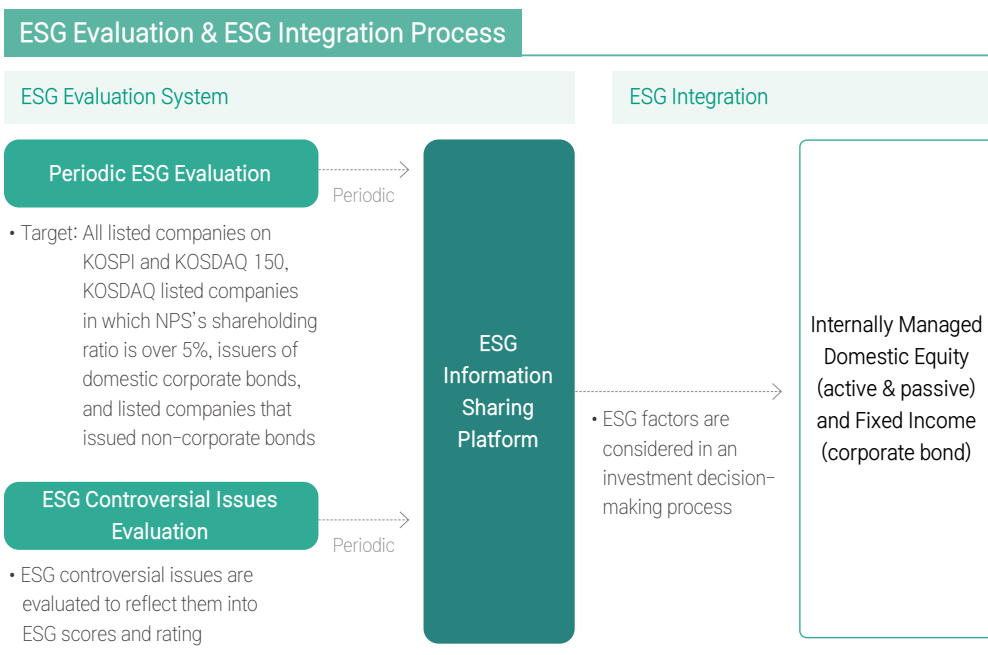 ESG Evaluation & ESG Integration Process
ESG Evaluation System
ESG Integration
Periodic ESG Evaluation
Periodic
• Target: All listed companies on
KOSPI and KOSDAQ 150,
KOSDAQ listed companies
in which NPS's shareholding
ratio is over 5%, issuers of
domestic corporate bonds,
and listed companies that
issued non-corporate bonds
ESG Controversial Issues
Evaluation
Periodic
• ESG controversial issues are
evaluated to reflect them into
ESG scores and rating
ESG
Information
Sharing
Platform
• ESG factors are
considered in an
investment decision-
making process
Internally Managed
Domestic Equity
(active & passive)
and Fixed Income
(corporate bond)